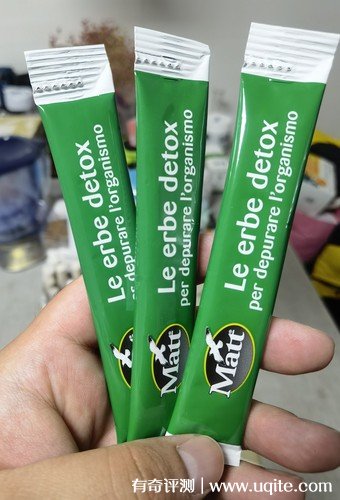 Le erbe detox
per depurare l'organismo
Matt
Le erbe detox
per depurare l'organismo
Matt
Le erbe detox
per depurare l'organismo
Matt
有奇评测 | www.uqite.com